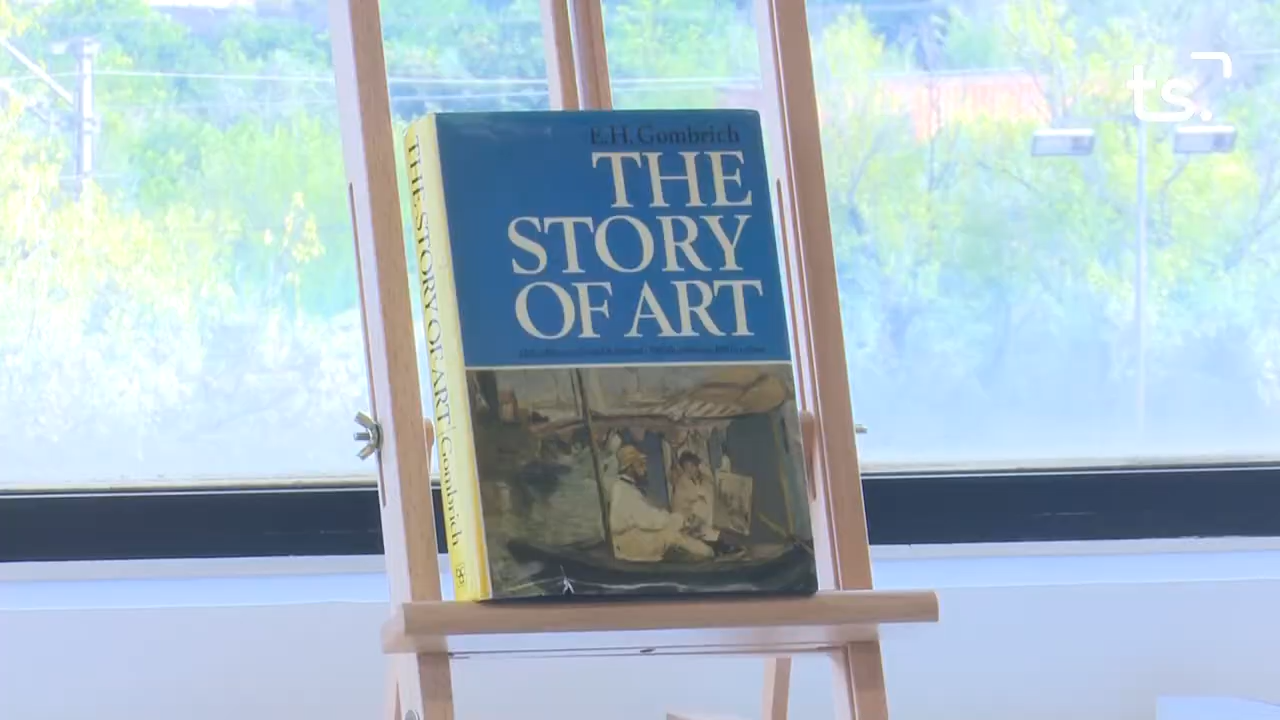 ts.
E.H. Gombrich
THE
STORY
OF ART
THE STORY OF ART Gombrich